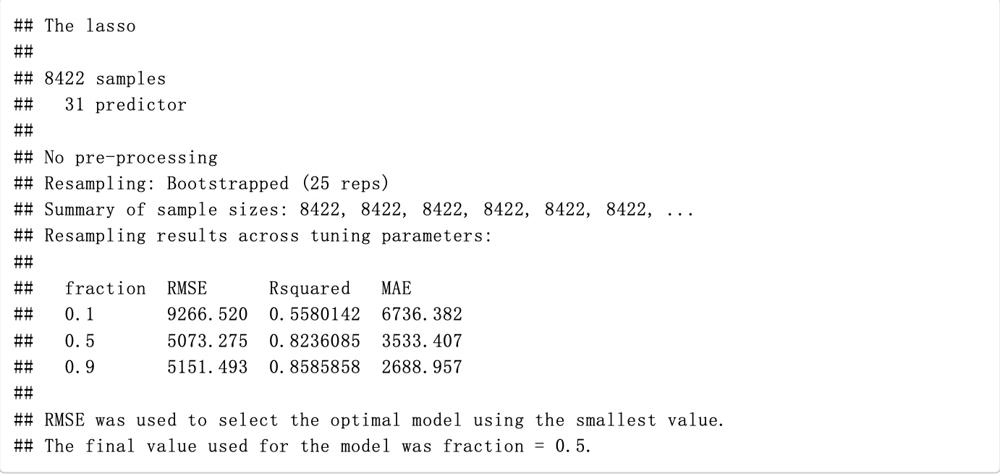 ## The lasso
##
## 8422 samples
##   31 predictor
##
## No pre-processing
## Resampling: Bootstrapped (25 reps)
## Summary of sample sizes: 8422, 8422, 8422, 8422, 8422, 8422, ...
## Resampling results across tuning parameters:
##
##   fraction  RMSE      Rsquared   MAE
##   0.1       9266.520  0.5580142  6736.382
##   0.5       5073.275  0.8236085  3533.407
##   0.9       5151.493  0.8585858  2688.957
##
## RMSE was used to select the optimal model using the smallest value.
## The final value used for the model was fraction = 0.5.